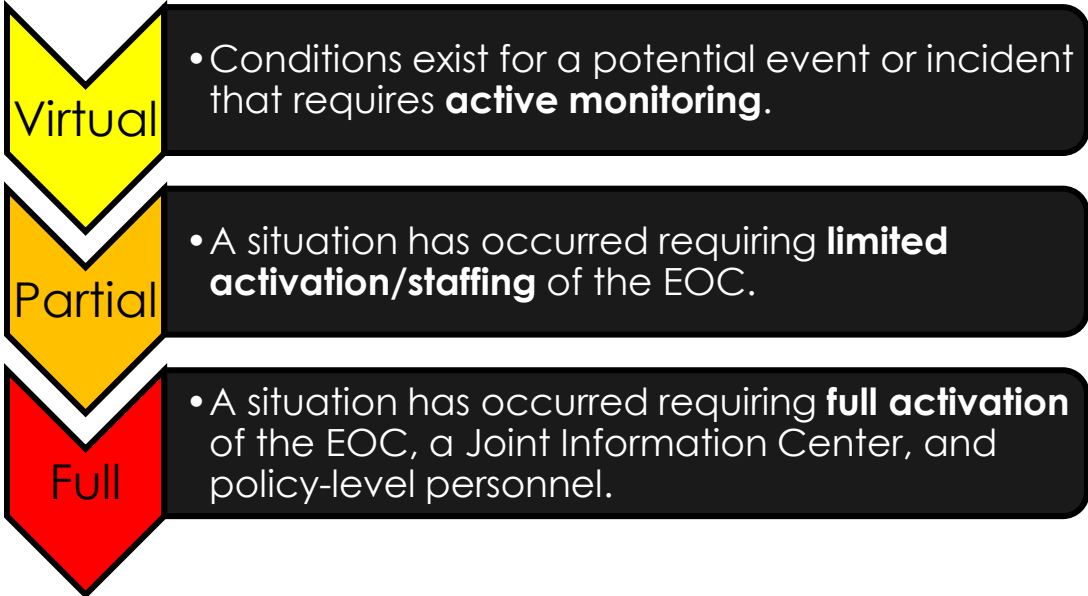 Virtual
•Conditions exist for a potential event or incident
that requires active monitoring.
Partial
•A situation has occurred requiring limited
activation/staffing of the EOC.
Full
•A situation has occurred requiring full activation
of the EOC, a Joint Information Center, and
policy-level personnel.